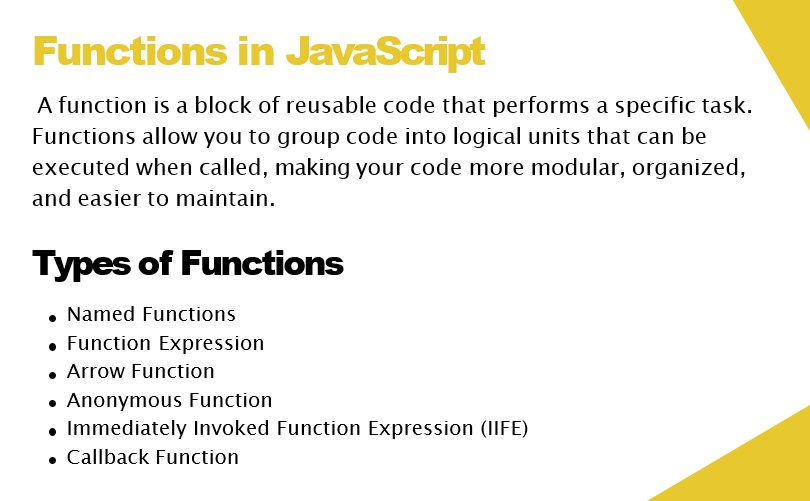 Functions in JavaScript
A function is a block of reusable code that performs a specific task.
Functions allow you to group code into logical units that can be
executed when called, making your code more modular, organized,
and easier to maintain.
Types of Functions
• Named Functions
• Function Expression
• Arrow Function
• Anonymous Function
• Immediately Invoked Function Expression (IIFE)
• Callback Function